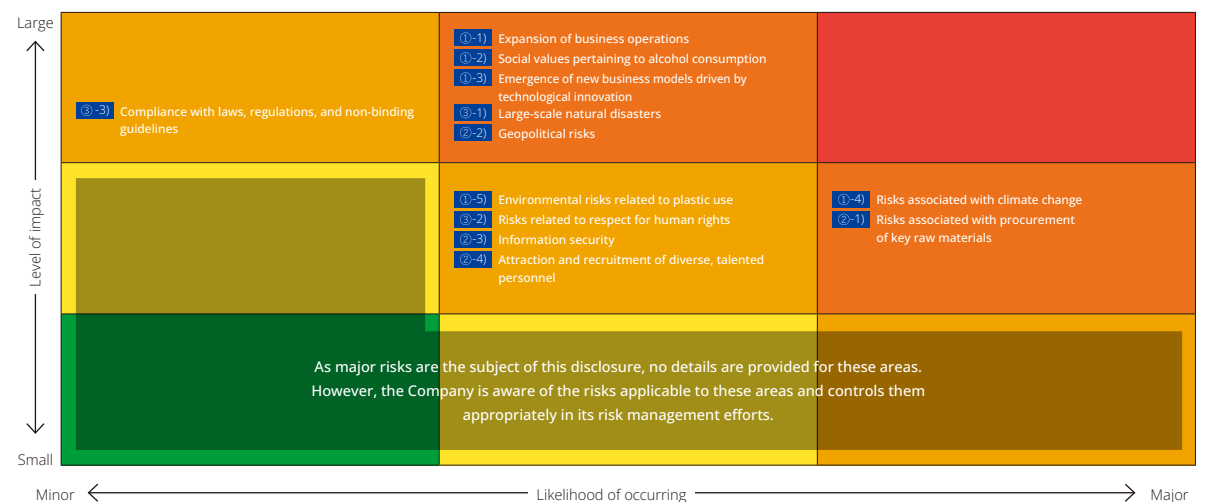 Large
①-1) Expansion of business operations
①-2) Social values pertaining to alcohol consumption
①-3) Emergence of new business models driven by
technological innovation
③-1) Large-scale natural disasters
②-2) Geopolitical risks
③-3) Compliance with laws, regulations, and non-binding
guidelines
Level of impact
①-5) Environmental risks related to plastic use
③-2) Risks related to respect for human rights
②-3) Information security
②-4) Attraction and recruitment of diverse, talented
personnel
①-4) Risks associated with climate change
②-1) Risks associated with procurement
of key raw materials
As major risks are the subject of this disclosure, no details are provided for these areas.
However, the Company is aware of the risks applicable to these areas and controls them
appropriately in its risk management efforts.
Small
Minor
Likelihood of occurring
Major